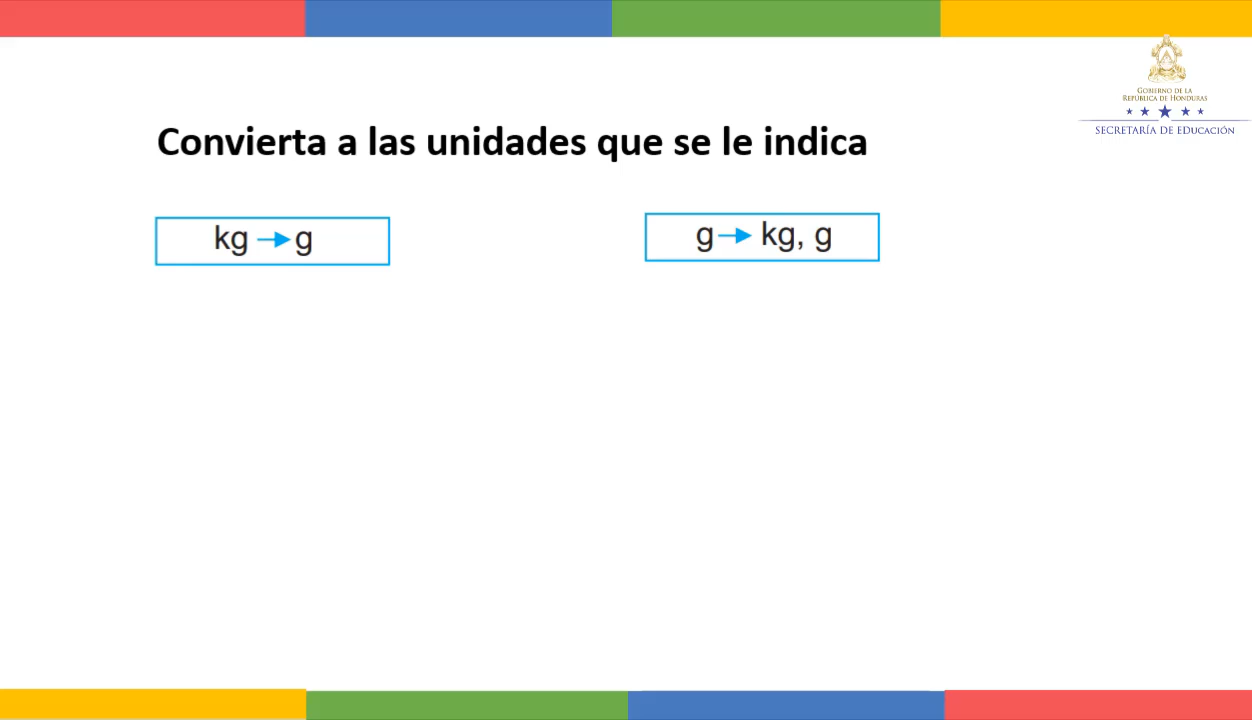 GOBIERNO DE LA
REPÚBLICA DE HONDURAS
SECRETARÍA DE EDUCACIÓN
Convierta a las unidades que se le indica
kg → g
g → kg, g